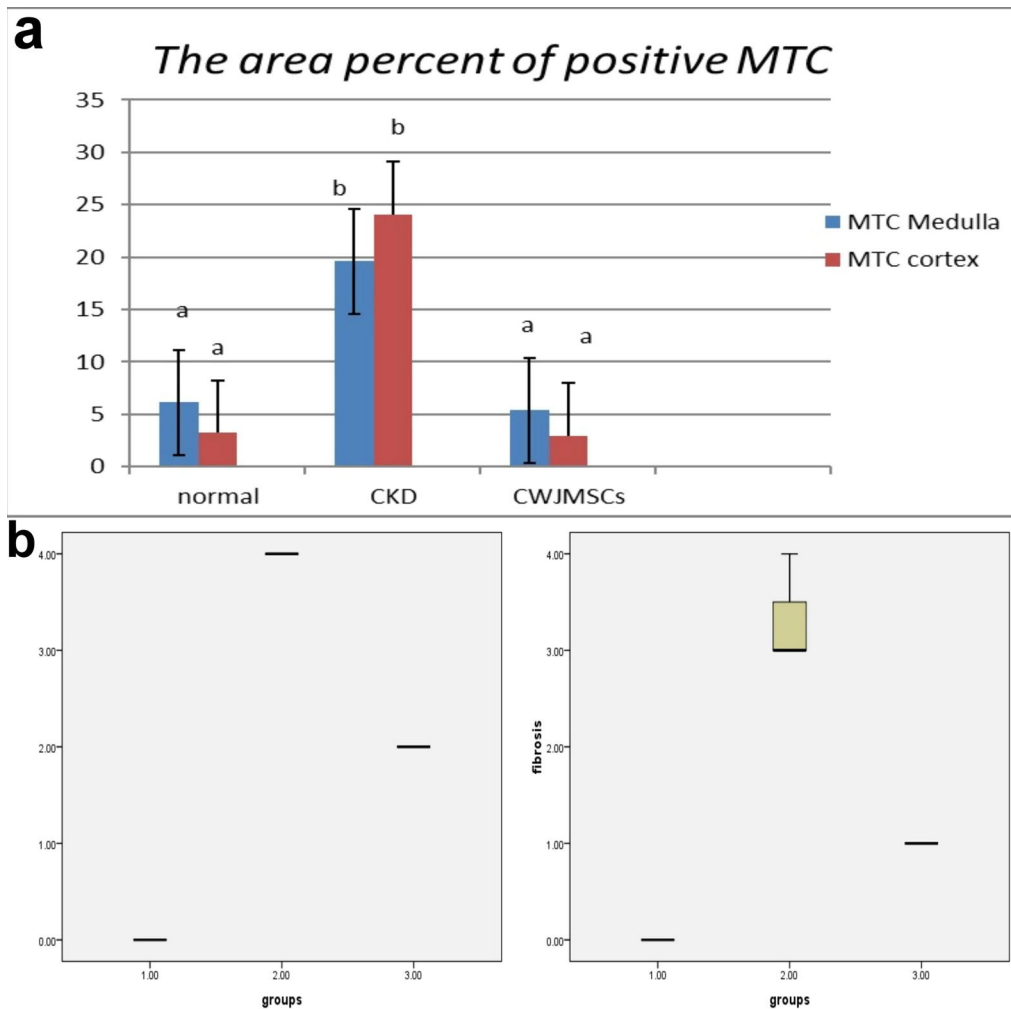 a
The area percent of positive MTC
35
30
25
20
15
10
5
0
b
b
a
a
a
a
normal CKD CWJMSCs
MTC Medulla
MTC cortex
b
4.00
3.00
2.00
1.00
0.00
1.00 2.00 3.00
groups
fibrosis
4.00
3.00
2.00
1.00
0.00
1.00 2.00 3.00
groups